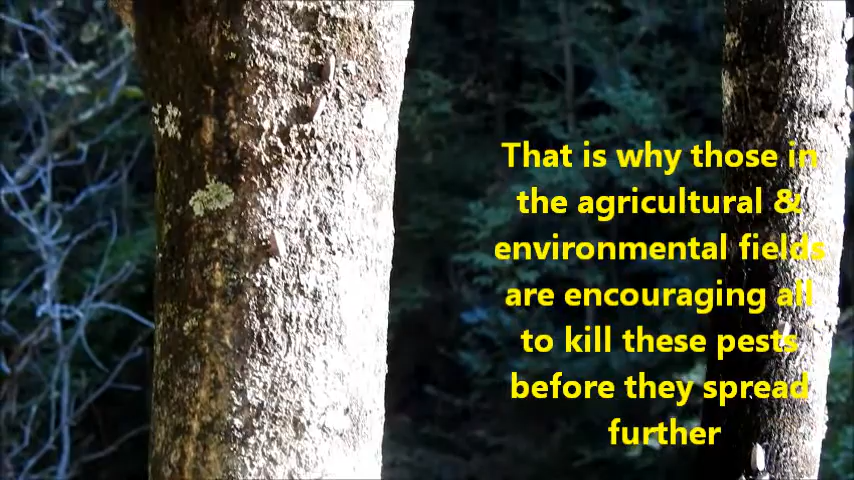 That is why those in
the agricultural &
environmental fields
are encouraging all
to kill these pests
before they spread
further